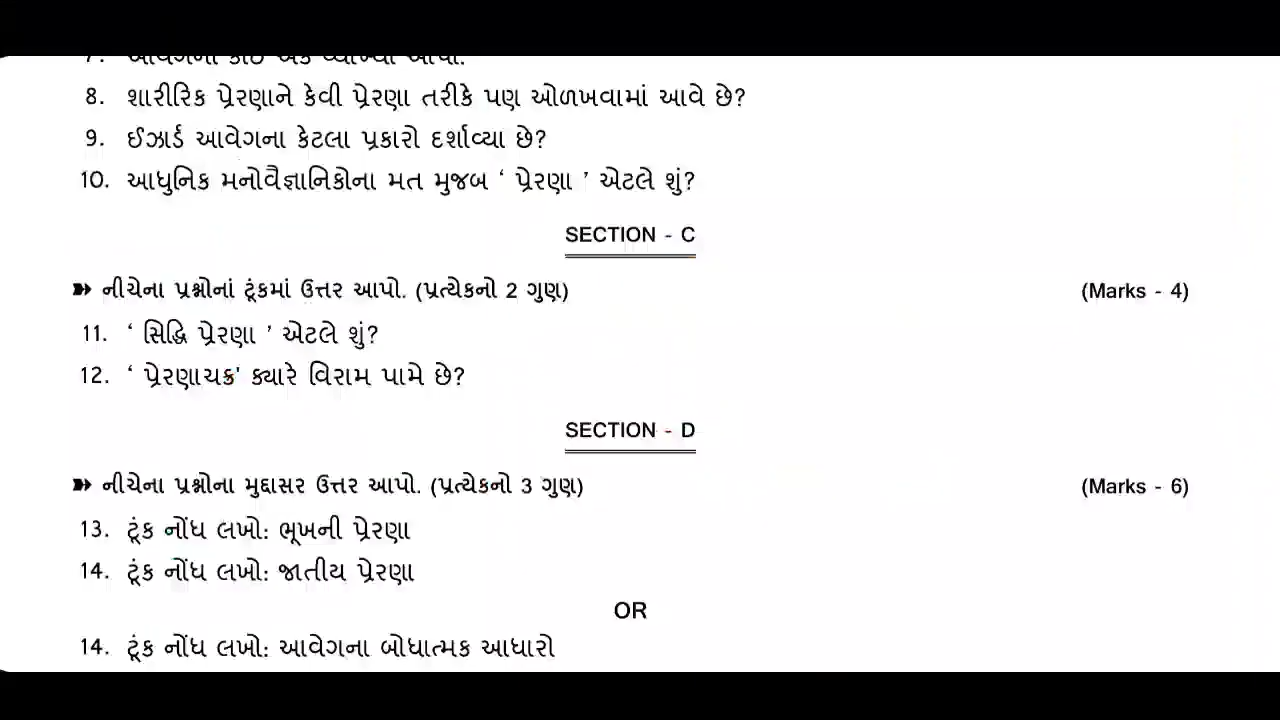 8. શારીરિક પ્રેરણાને કેવી પ્રેરણા તરીકે પણ ઓળખવામાં આવે છે?
9. ઈઝાર્ડ આવેગના કેટલા પ્રકારો દર્શાવ્યા છે?
10. આધુનિક મનોવૈજ્ઞાનિકોના મત મુજબ ‘ પ્રેરણા ’ એટલે શું?
SECTION - C
➽ નીચેના પ્રશ્નોનાં ટૂંકમાં ઉત્તર આપો. (પ્રત્યેકનો 2 ગુણ) (Marks - 4)
11. ‘ સિદ્ધિ પ્રેરણા ’ એટલે શું?
12. ‘ પ્રેરણાચક્ર' ક્યારે વિરામ પામે છે?
SECTION - D
➽ નીચેના પ્રશ્નોના મુદ્દાસર ઉત્તર આપો. (પ્રત્યેકનો 3 ગુણ) (Marks - 6)
13. ટૂંક નોંધ લખો: ભૂખની પ્રેરણા
14. ટૂંક નોંધ લખો: જાતીય પ્રેરણા
OR
14. ટૂંક નોંધ લખો: આવેગના બોધાત્મક આધારો